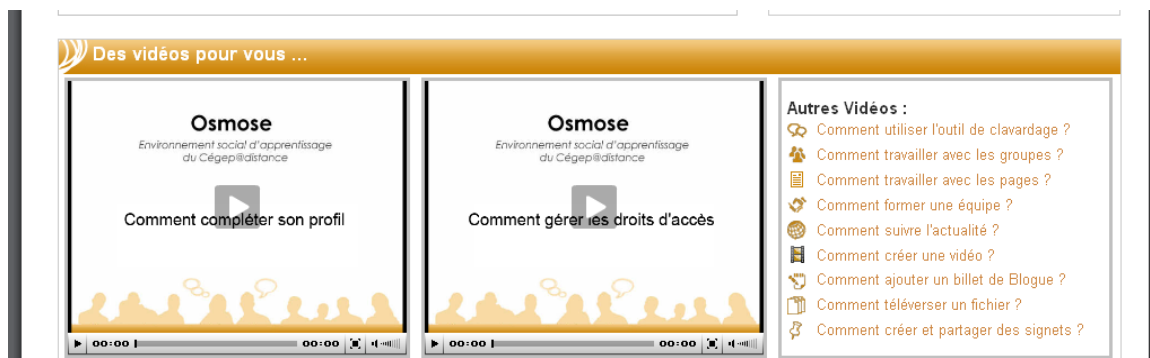 Des vidéos pour vous ...
Osmose
Environnement social d'apprentissage
du Cégep@distance
Comment compléter son profil
00:00 00:00
Osmose
Environnement social d'apprentissage
du Cégep@distance
Comment gérer les droits d'accès
00:00 00:00
Autres Vidéos :
Comment utiliser l'outil de clavardage ?
Comment travailler avec les groupes ?
Comment travailler avec les pages ?
Comment former une équipe ?
Comment suivre l'actualité ?
Comment créer une vidéo ?
Comment ajouter un billet de Blogue ?
Comment téléverser un fichier ?
Comment créer et partager des signets ?